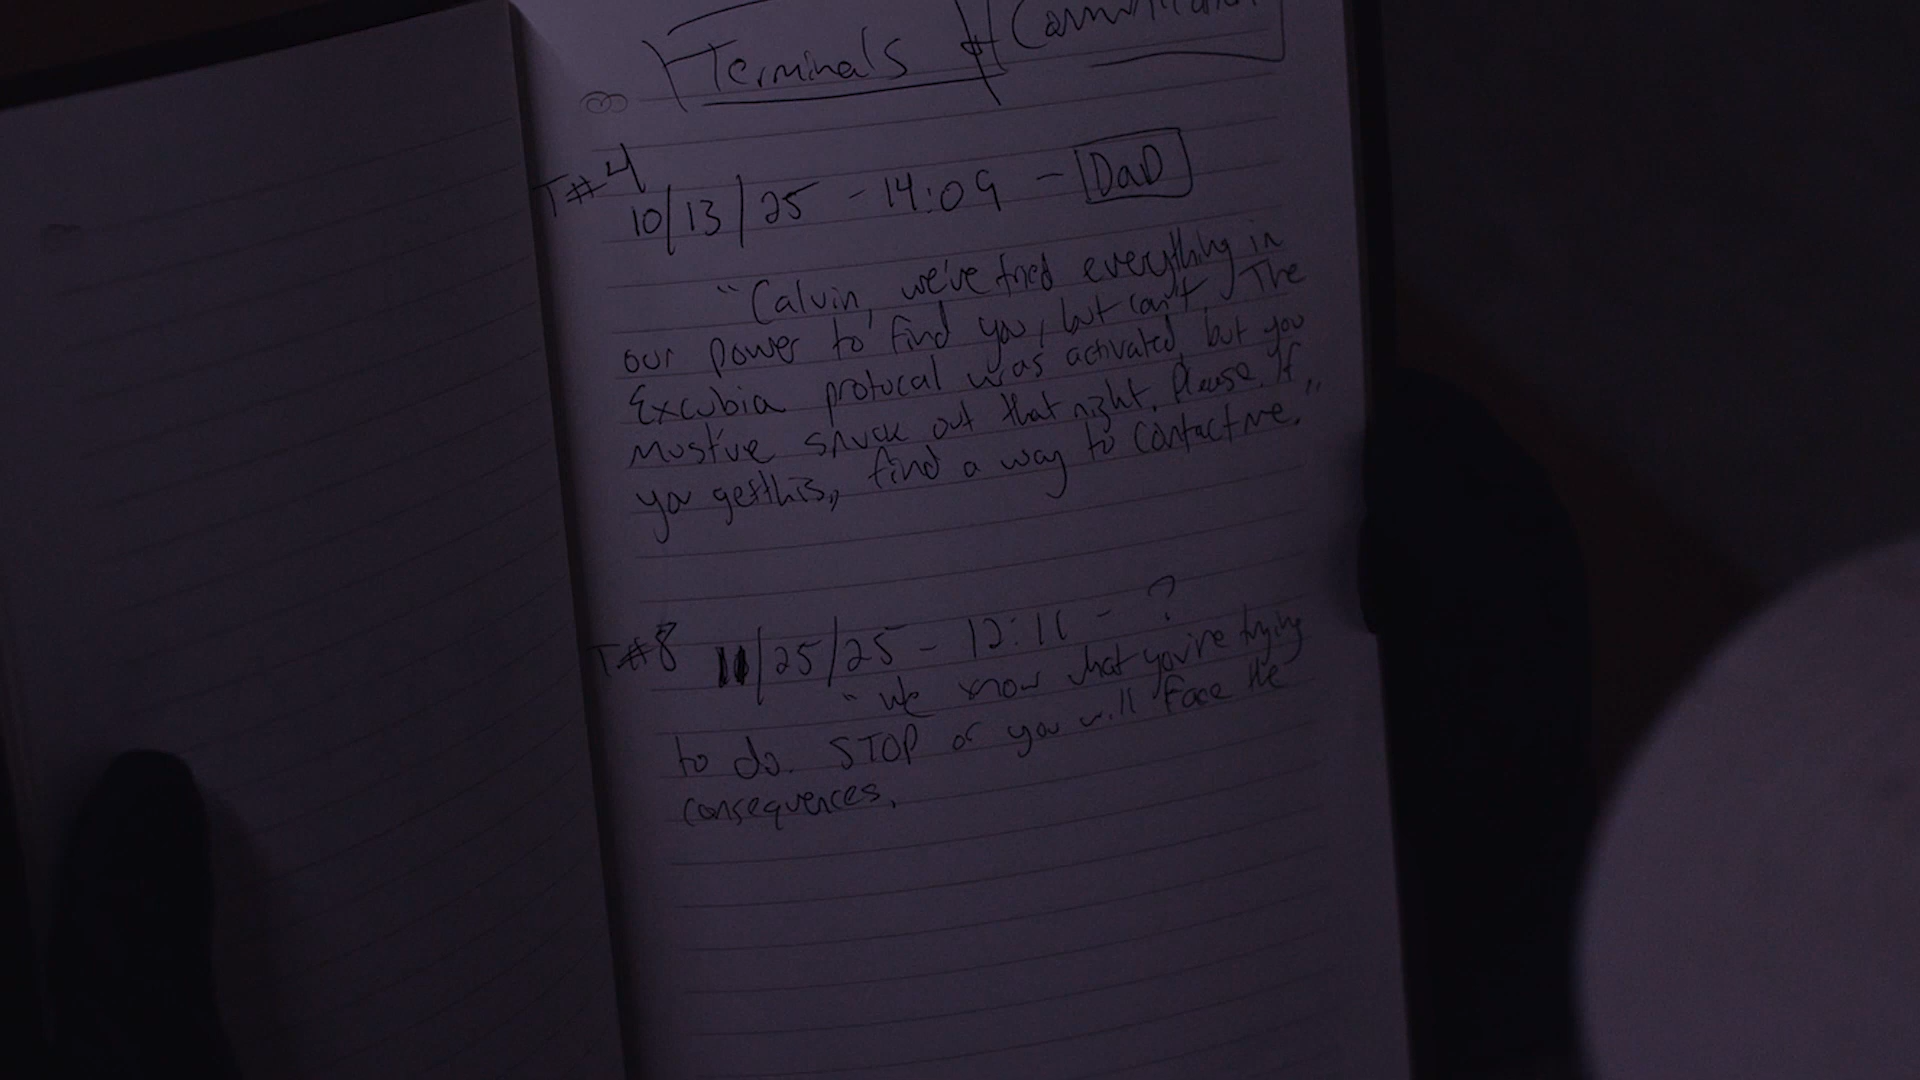 Terminals
T#4
10/13/25 - 14:09 - DaD
"Calvin, we've tried everything in
our power to find you, but can't. The
Excubia protocal was activated, but you
must've snuck out that night. Please. If
you get this, find a way to contact me."
T#8
11/25/25 - 12:11 - ?
"We know what you're trying
to do. STOP or you will face the
consequences.